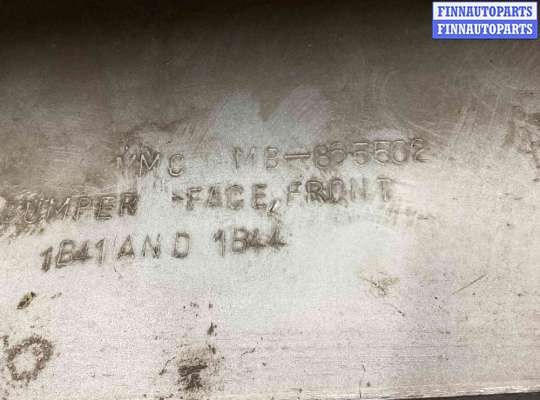 FINNAUTOPARTS
FINNAUTOPARTS
MMC MB-855502
BUMPER -FACE, FRONT
1B41 AND 1B44